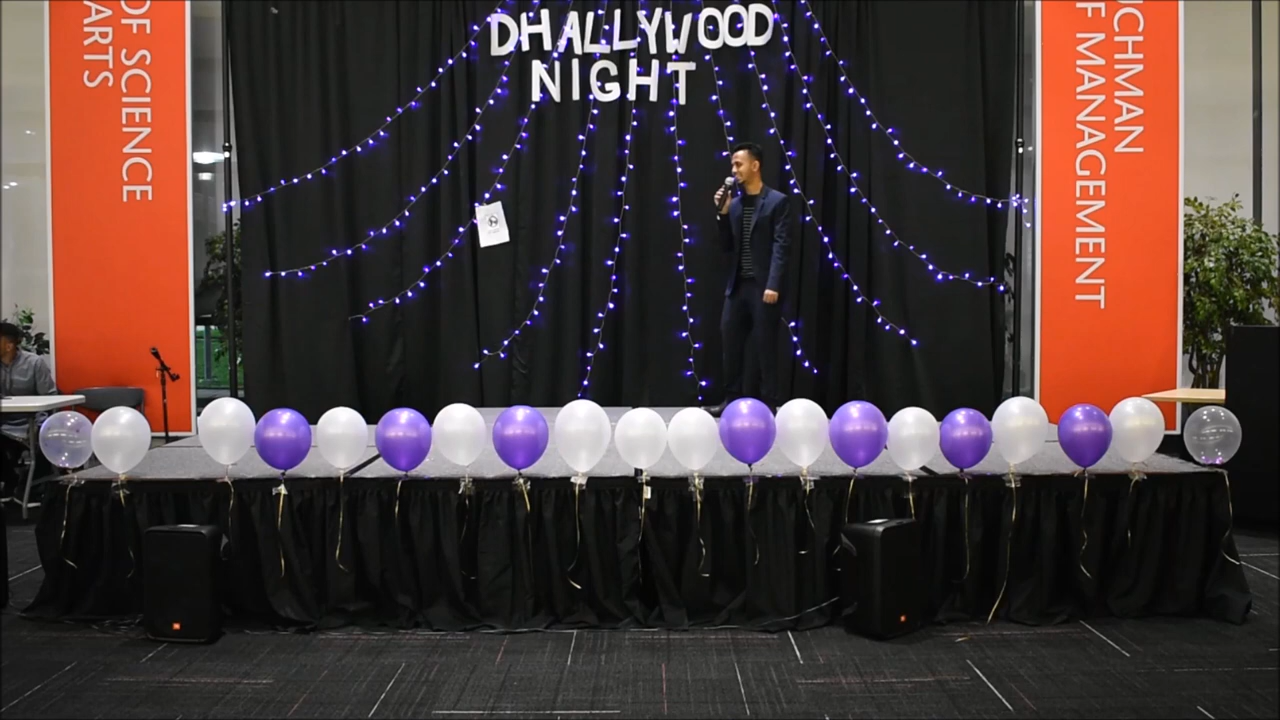 DHALLYWOOD
NIGHT
OF SCIENCE
ARTS
CHMAN
F MANAGEMENT